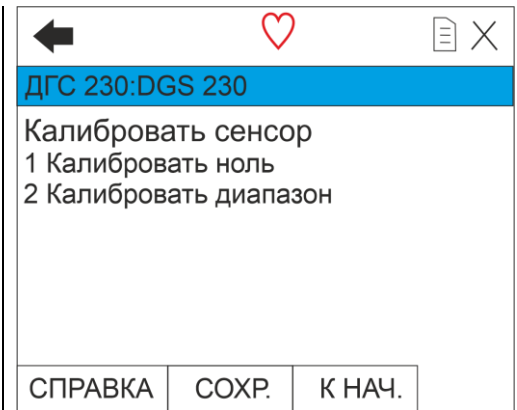 ДГС 230:DGS 230
Калибровать сенсор
1 Калибровать ноль
2 Калибровать диапазон
СПРАВКА СОХР. К НАЧ.